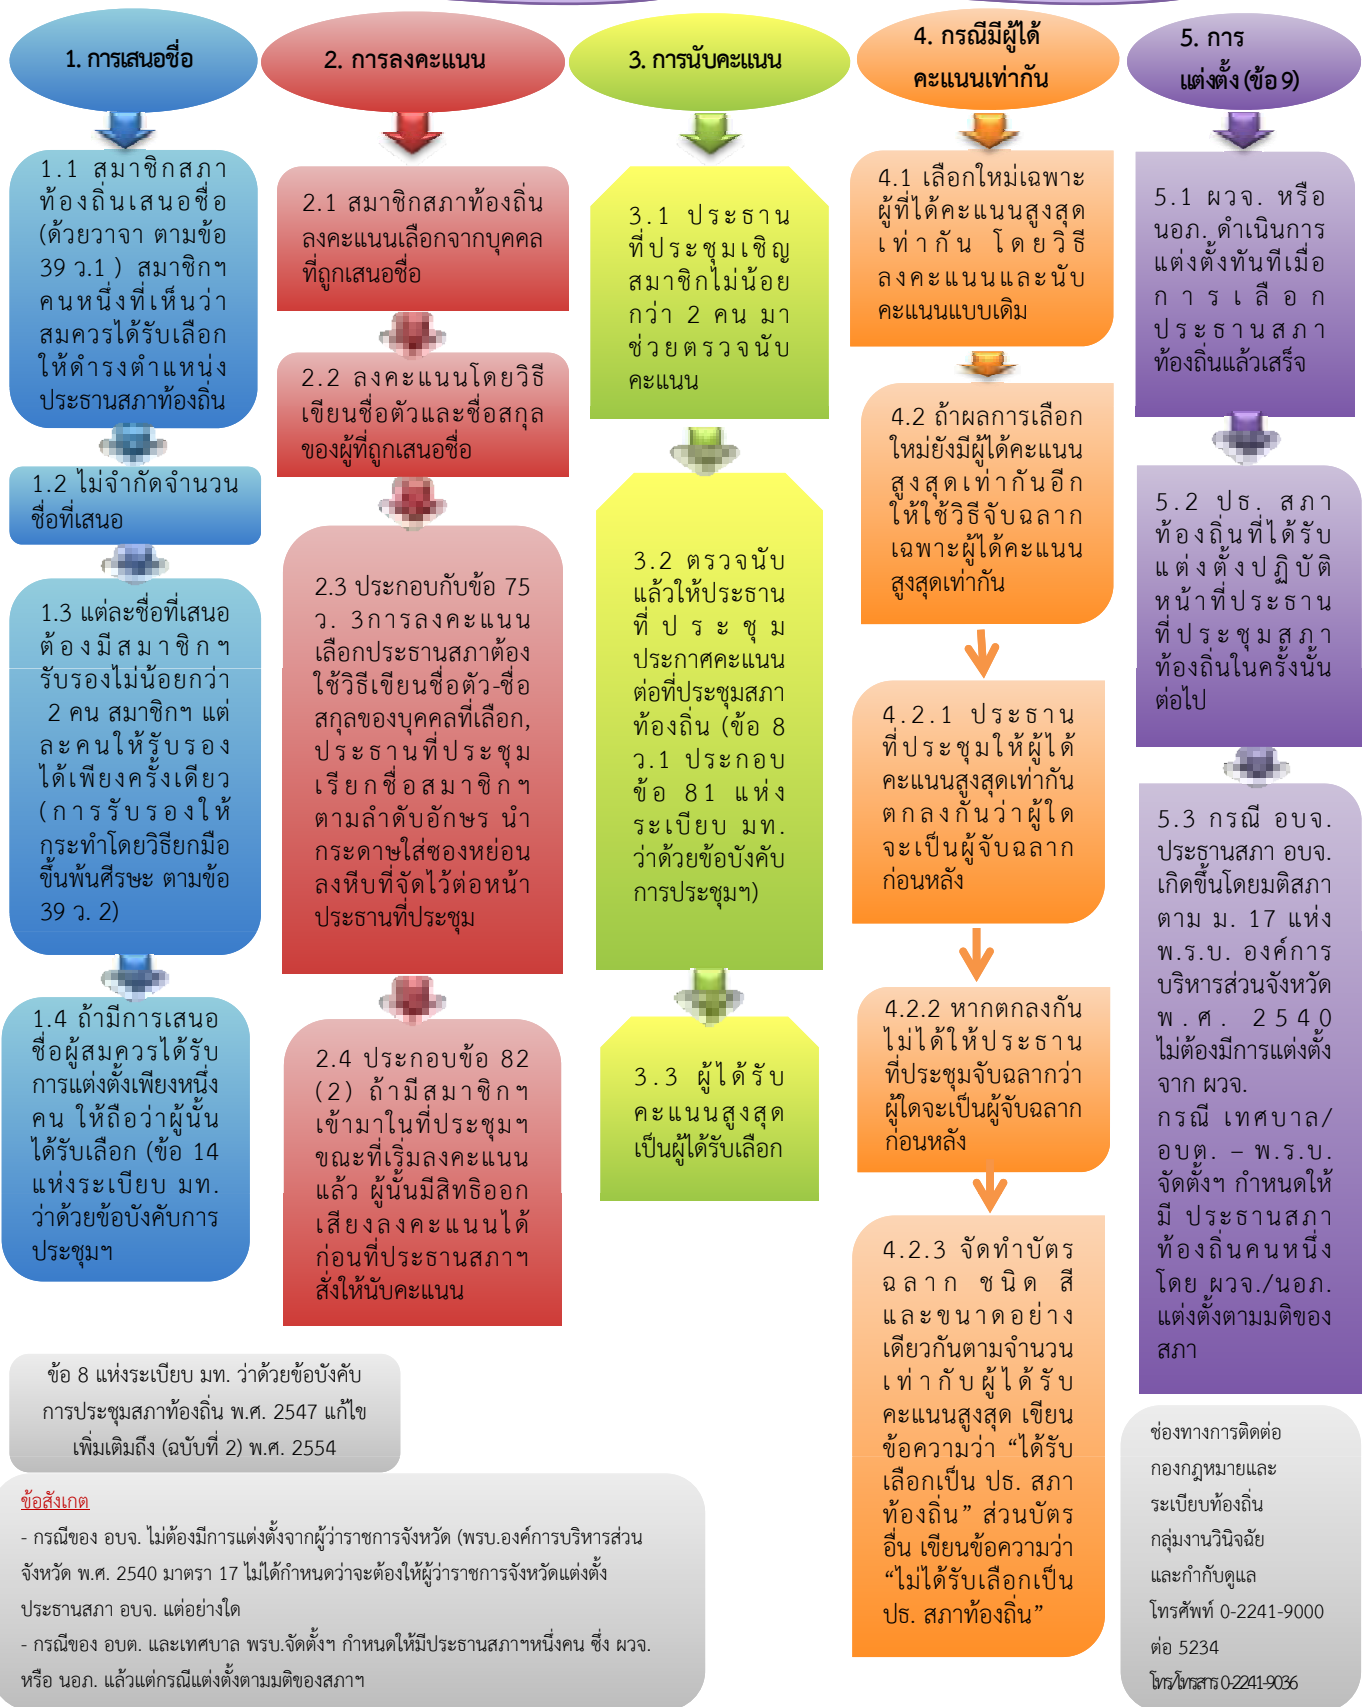 1. การเสนอชื่อ
1.1 สมาชิกสภา
ท้องถิ่นเสนอชื่อ
(ด้วยวาจา ตามข้อ
39 ว.1 ) สมาชิกฯ
คนหนึ่งที่เห็นว่า
สมควรได้รับเลือก
ให้ดำรงตำแหน่ง
ประธานสภาท้องถิ่น
1.2 ไม่จำกัดจำนวน
ชื่อที่เสนอ
1.3 แต่ละชื่อที่เสนอ
ต้องมีสมาชิกฯ
รับรองไม่น้อยกว่า
2 คน สมาชิกฯ แต่
ละคนให้รับรอง
ได้เพียงครั้งเดียว
(การรับรองให้
กระทำโดยวิธียกมือ
ขึ้นพ้นศีรษะ ตามข้อ
39 ว. 2)
1.4 ถ้ามีการเสนอ
ชื่อผู้สมควรได้รับ
การแต่งตั้งเพียงหนึ่ง
คน ให้ถือว่าผู้นั้น
ได้รับเลือก (ข้อ 14
แห่งระเบียบ มท.
ว่าด้วยข้อบังคับการ
ประชุมฯ
2. การลงคะแนน
2.1 สมาชิกสภาท้องถิ่น
ลงคะแนนเลือกจากบุคคล
ที่ถูกเสนอชื่อ
2.2 ลงคะแนนโดยวิธี
เขียนชื่อตัวและชื่อสกุล
ของผู้ที่ถูกเสนอชื่อ
2.3 ประกอบกับข้อ 75
ว. 3การลงคะแนน
เลือกประธานสภาต้อง
ใช้วิธีเขียนชื่อตัว-ชื่อ
สกุลของบุคคลที่เลือก,
ประธานที่ประชุม
เรียกชื่อสมาชิกฯ
ตามลำดับอักษร นำ
กระดาษใส่ซองหย่อน
ลงหีบที่จัดไว้ต่อหน้า
ประธานที่ประชุม
2.4 ประกอบข้อ 82
(2) ถ้ามีสมาชิกฯ
เข้ามาในที่ประชุมฯ
ขณะที่เริ่มลงคะแนน
แล้ว ผู้นั้นมีสิทธิออก
เสียงลงคะแนนได้
ก่อนที่ประธานสภาฯ
สั่งให้นับคะแนน
3. การนับคะแนน
3.1 ประธาน
ที่ประชุมเชิญ
สมาชิกไม่น้อย
กว่า 2 คน มา
ช่วยตรวจนับ
คะแนน
3.2 ตรวจนับ
แล้วให้ประธาน
ที่ประชุม
ประกาศคะแนน
ต่อที่ประชุมสภา
ท้องถิ่น (ข้อ 8
ว.1 ประกอบ
ข้อ 81 แห่ง
ระเบียบ มท.
ว่าด้วยข้อบังคับ
การประชุมฯ)
3.3 ผู้ได้รับ
คะแนนสูงสุด
เป็นผู้ได้รับเลือก
4. กรณีมีผู้ได้
คะแนนเท่ากัน
4.1 เลือกใหม่เฉพาะ
ผู้ที่ได้คะแนนสูงสุด
เท่ากัน โดยวิธี
ลงคะแนนและนับ
คะแนนแบบเดิม
4.2 ถ้าผลการเลือก
ใหม่ยังมีผู้ได้คะแนน
สูงสุดเท่ากันอีก
ให้ใช้วิธีจับฉลาก
เฉพาะผู้ได้คะแนน
สูงสุดเท่ากัน
4.2.1 ประธาน
ที่ประชุมให้ผู้ได้
คะแนนสูงสุดเท่ากัน
ตกลงกันว่าผู้ใด
จะเป็นผู้จับฉลาก
ก่อนหลัง
4.2.2 หากตกลงกัน
ไม่ได้ให้ประธาน
ที่ประชุมจับฉลากว่า
ผู้ใดจะเป็นผู้จับฉลาก
ก่อนหลัง
4.2.3 จัดทำบัตร
ฉลาก ชนิด สี
และขนาดอย่าง
เดียวกันตามจำนวน
เท่ากับผู้ได้รับ
คะแนนสูงสุด เขียน
ข้อความว่า “ได้รับ
เลือกเป็น ปธ. สภา
ท้องถิ่น” ส่วนบัตร
อื่น เขียนข้อความว่า
“ไม่ได้รับเลือกเป็น
ปธ. สภาท้องถิ่น”
5. การ
แต่งตั้ง (ข้อ 9)
5.1 ผวจ. หรือ
นอภ. ดำเนินการ
แต่งตั้งทันทีเมื่อ
การเลือก
ประธานสภา
ท้องถิ่นแล้วเสร็จ
5.2 ปธ. สภา
ท้องถิ่นที่ได้รับ
แต่งตั้งปฏิบัติ
หน้าที่ประธาน
ที่ประชุมสภา
ท้องถิ่นในครั้งนั้น
ต่อไป
5.3 กรณี อบจ.
ประธานสภา อบจ.
เกิดขึ้นโดยมติสภา
ตาม ม. 17 แห่ง
พ.ร.บ. องค์การ
บริหารส่วนจังหวัด
พ.ศ. 2540
ไม่ต้องมีการแต่งตั้ง
จาก ผวจ.
กรณี เทศบาล/
อบต. – พ.ร.บ.
จัดตั้งฯ กำหนดให้
มี ประธานสภา
ท้องถิ่นคนหนึ่ง
โดย ผวจ./นอภ.
แต่งตั้งตามมติของ
สภา
ข้อ 8 แห่งระเบียบ มท. ว่าด้วยข้อบังคับ
การประชุมสภาท้องถิ่น พ.ศ. 2547 แก้ไข
เพิ่มเติมถึง (ฉบับที่ 2) พ.ศ. 2554
ข้อสังเกต
- กรณีของ อบจ. ไม่ต้องมีการแต่งตั้งจากผู้ว่าราชการจังหวัด (พรบ.องค์การบริหารส่วน
จังหวัด พ.ศ. 2540 มาตรา 17 ไม่ได้กำหนดว่าจะต้องให้ผู้ว่าราชการจังหวัดแต่งตั้ง
ประธานสภา อบจ. แต่อย่างใด
- กรณีของ อบต. และเทศบาล พรบ.จัดตั้งฯ กำหนดให้มีประธานสภาฯหนึ่งคน ซึ่ง ผวจ.
หรือ นอภ. แล้วแต่กรณีแต่งตั้งตามมติของสภาฯ
ช่องทางการติดต่อ
กองกฎหมายและ
ระเบียบท้องถิ่น
กลุ่มงานวินิจฉัย
และกำกับดูแล
โทรศัพท์ 0-2241-9000
ต่อ 5234
โทร/โทรสาร 0-2241-9036